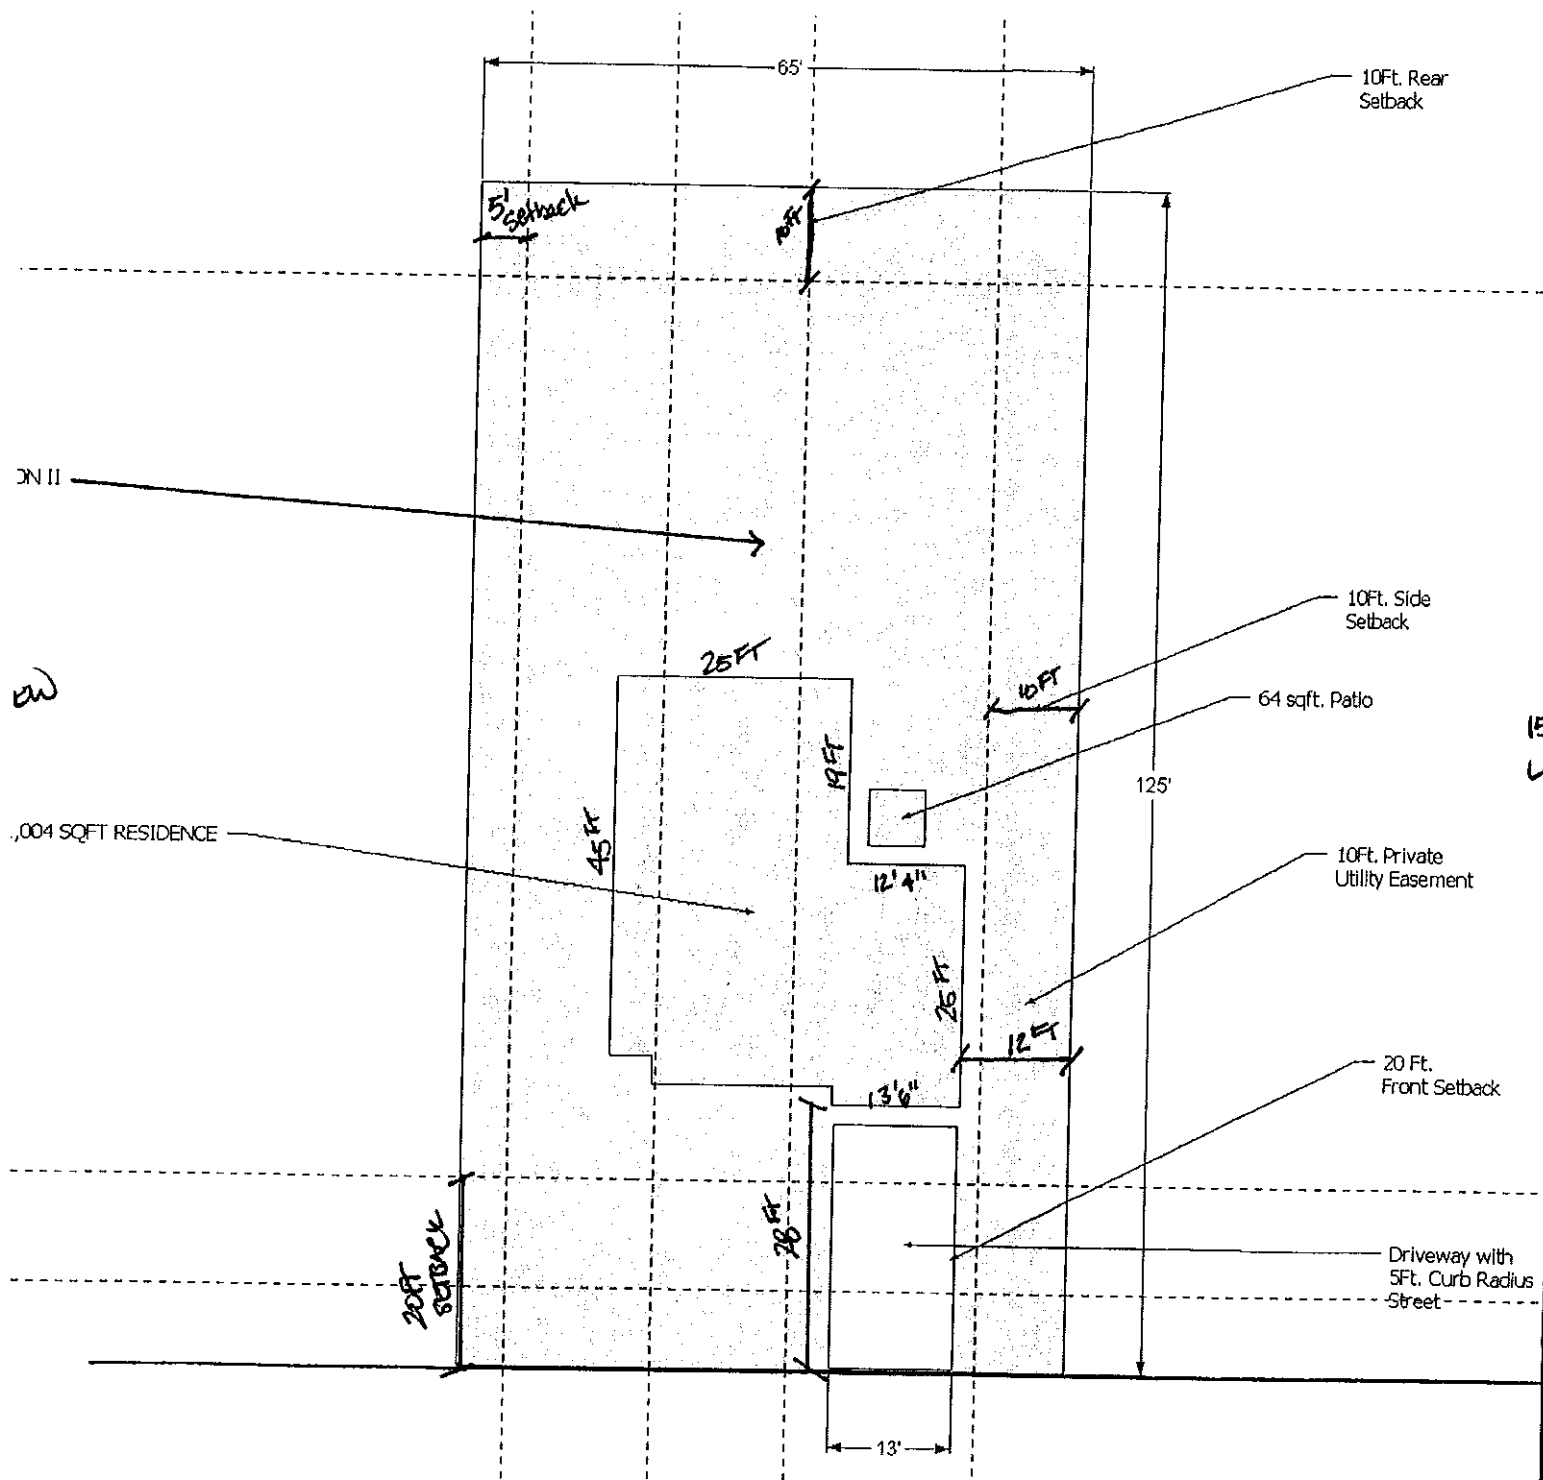 65'
10Ft. Rear
Setback
5'
setback
10FT
ON II
25FT
10Ft. Side
Setback
10FT
64 sqft. Patio
19FT
125'
45FT
.,004 SQFT RESIDENCE
12'4"
10Ft. Private
Utility Easement
25FT
12FT
20 Ft.
Front Setback
13'6"
28FT
20FT
SETBACK
Driveway with
5Ft. Curb Radius
Street
13'